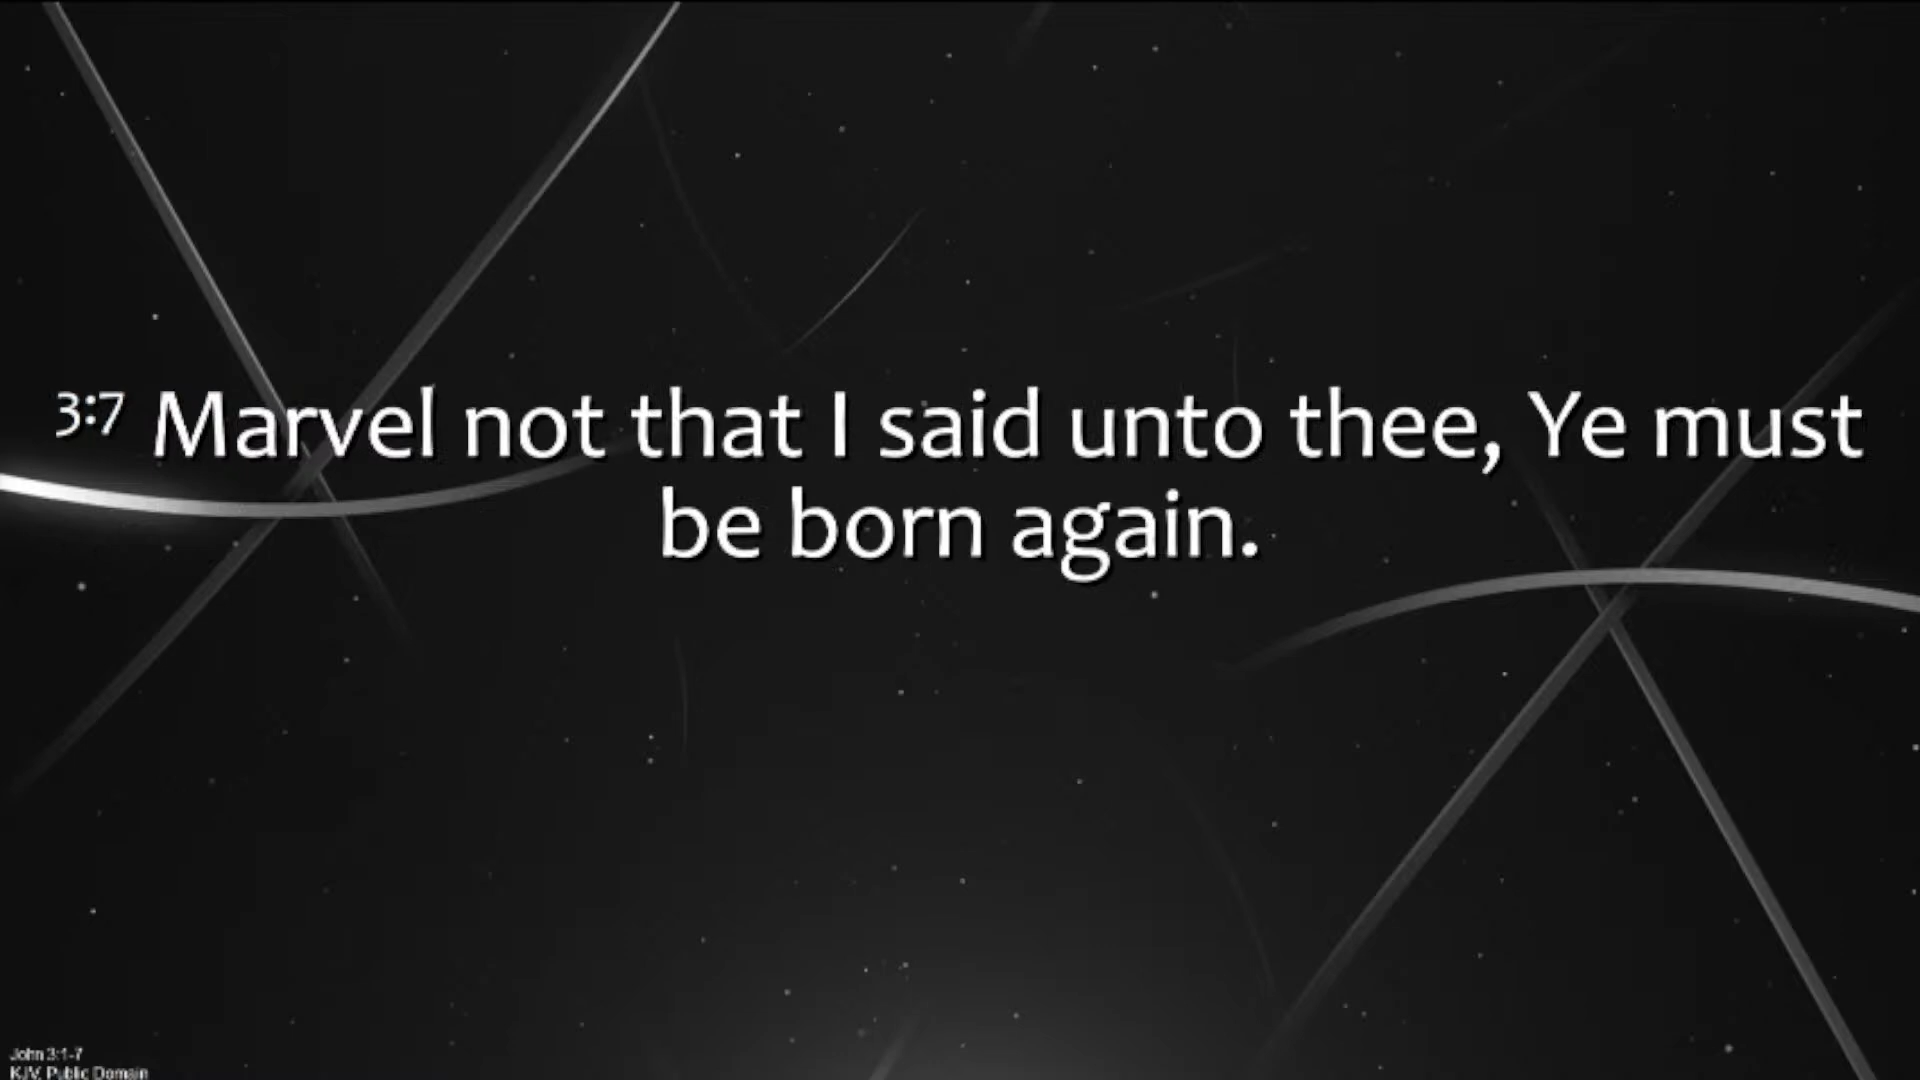 3:7 Marvel not that I said unto thee, Ye must
be born again.
John 3:1-7
KJV, Public Domain